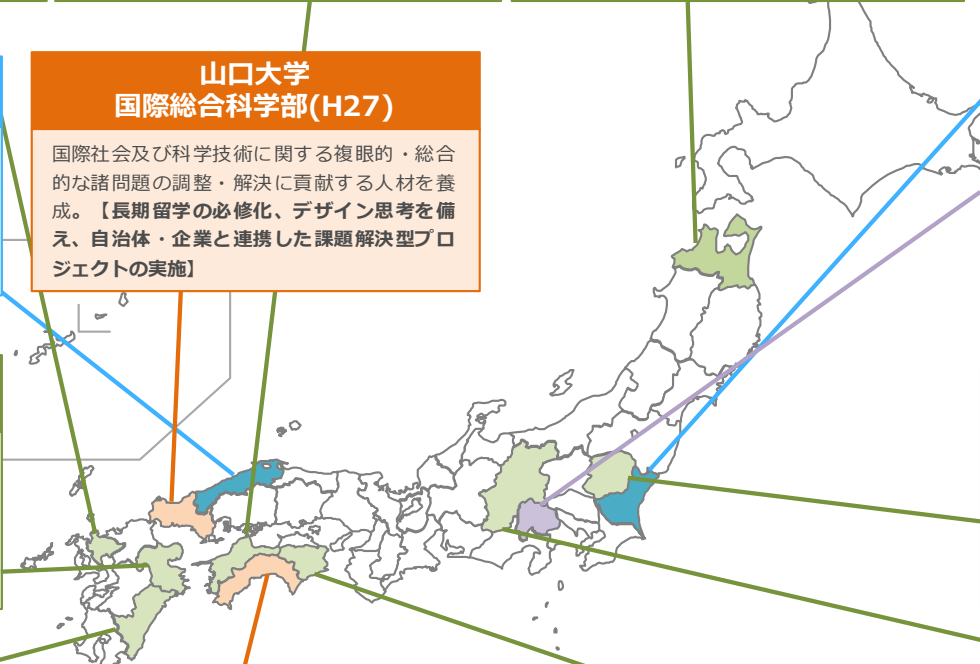 山口大学
国際総合科学部(H27)
国際社会及び科学技術に関する複眼的・総合
的な諸問題の調整・解決に貢献する人材を養
成。【長期留学の必修化、デザイン思考を備
え、自治体・企業と連携した課題解決型プロ
ジェクトの実施】